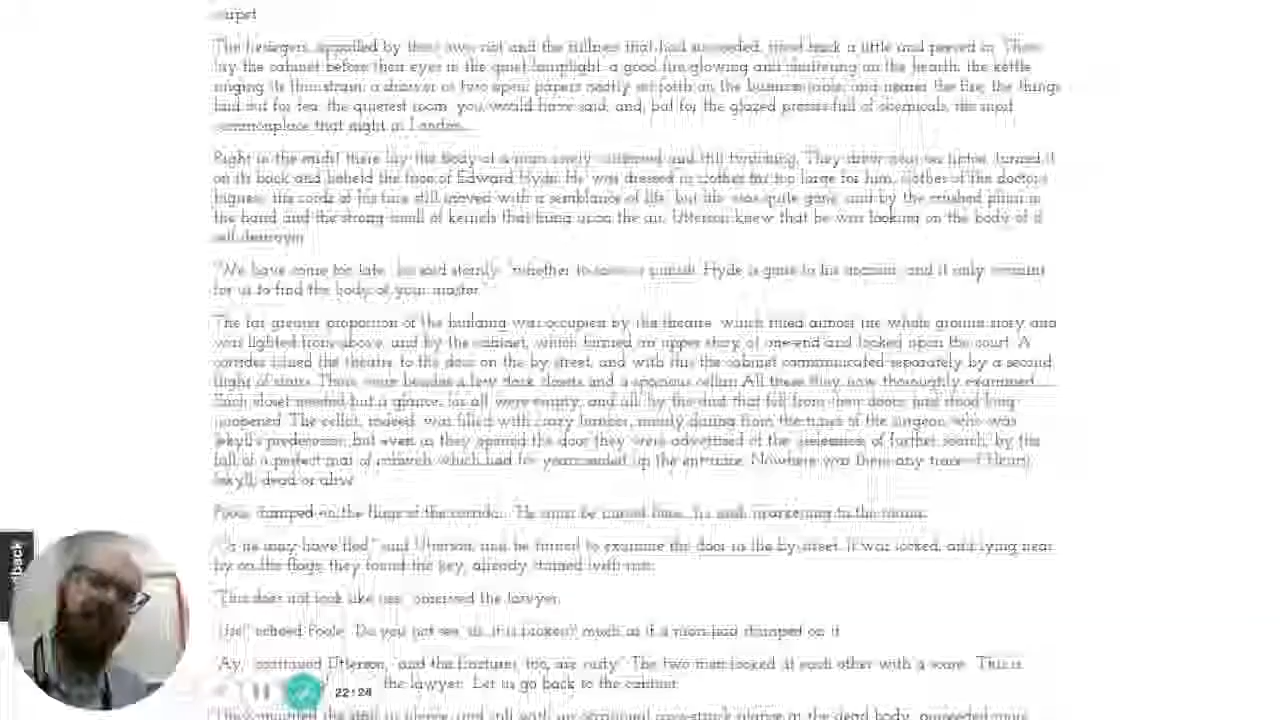 carpet.
The besiegers, appalled by their own riot and the stillness that had succeeded, stood back a little and peered in. There
lay the cabinet before their eyes in the quiet lamplight, a good fire glowing and chattering on the hearth, the kettle
singing its thin strain, a drawer or two open, papers neatly set forth on the business table, and nearer the fire, the things
laid out for tea: the quietest room, you would have said, and, but for the glazed presses full of chemicals, the most
commonplace that night in London.
Right in the midst there lay the body of a man sorely contorted and still twitching. They drew near on tiptoe, turned it
on its back and beheld the face of Edward Hyde. He was dressed in clothes far too large for him, clothes of the doctor's
bigness; the cords of his face still moved with a semblance of life, but life was quite gone; and by the crushed phial in
the hand and the strong smell of kernels that hung upon the air, Utterson knew that he was looking on the body of a
self-destroyer.
"We have come too late," he said sternly, "whether to save or punish. Hyde is gone to his account; and it only remains
for us to find the body of your master."
The far greater proportion of the building was occupied by the theatre, which filled almost the whole ground story and
was lighted from above, and by the cabinet, which formed an upper story at one end and looked upon the court. A
corridor joined the theatre to the door on the by-street; and with this the cabinet communicated separately by a second
flight of stairs. There were besides a few dark closets and a spacious cellar. All these they now thoroughly examined.
Each closet needed but a glance, for all were empty, and all, by the dust that fell from their doors, had stood long
unopened. The cellar, indeed, was filled with crazy lumber, mostly dating from the times of the surgeon who was
Jekyll's predecessor; but even as they opened the door they were advertised of the uselessness of further search, by the
fall of a perfect mat of cobweb which had for years sealed up the entrance. Nowhere was there any trace of Henry
Jekyll, dead or alive.
Poole stamped on the flags of the corridor. "He must be buried here," he said, hearkening to the sound.
"Or he may have fled," said Utterson, and he turned to examine the door in the by-street. It was locked; and lying near
by on the flags, they found the key, already stained with rust.
"This does not look like use," observed the lawyer.
"Use!" echoed Poole. "Do you not see, sir, it is broken? much as if a man had stamped on it."
"Ay," continued Utterson, "and the fractures, too, are rusty." The two men looked at each other with a scare. "This is
the lawyer. "Let us go back to the cabinet."
They mounted the stair in silence, and still with an occasional awe-struck glance at the dead body, proceeded more
dback
22:24